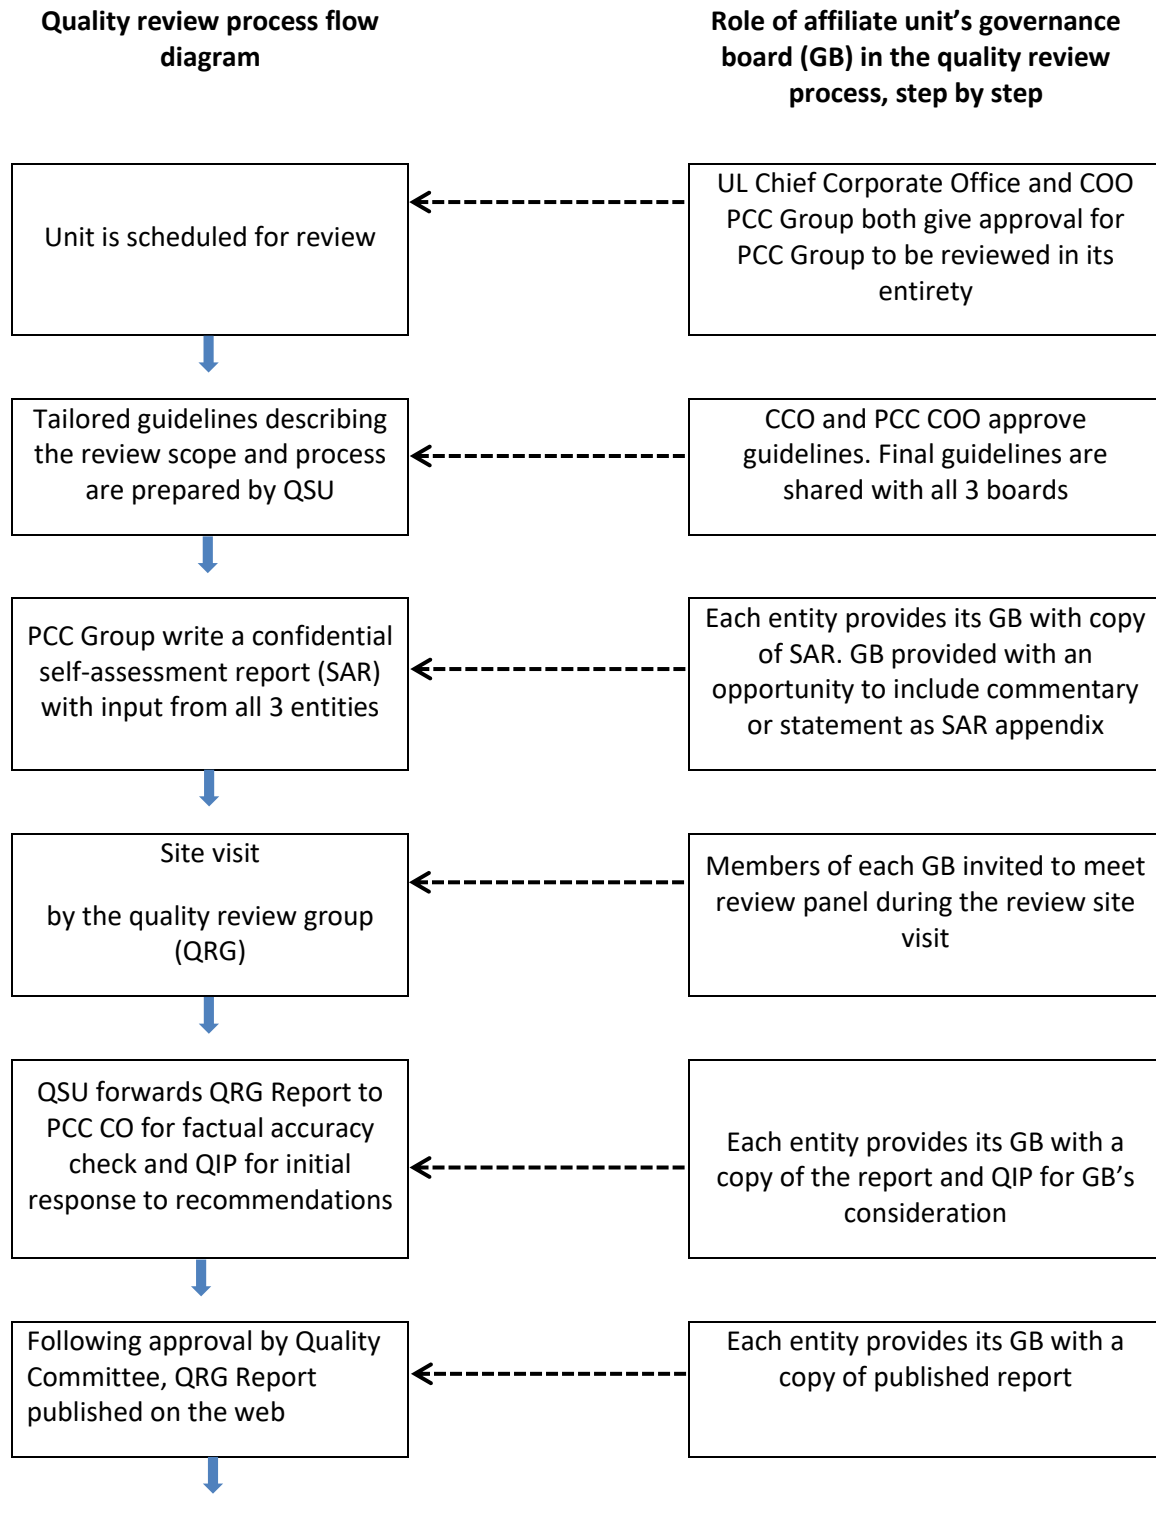 Quality review process flow
diagram
Role of affiliate unit’s governance
board (GB) in the quality review
process, step by step
Unit is scheduled for review
UL Chief Corporate Office and COO
PCC Group both give approval for
PCC Group to be reviewed in its
entirety
Tailored guidelines describing
the review scope and process
are prepared by QSU
CCO and PCC COO approve
guidelines. Final guidelines are
shared with all 3 boards
PCC Group write a confidential
self-assessment report (SAR)
with input from all 3 entities
Each entity provides its GB with copy
of SAR. GB provided with an
opportunity to include commentary
or statement as SAR appendix
Site visit
by the quality review group
(QRG)
Members of each GB invited to meet
review panel during the review site
visit
QSU forwards QRG Report to
PCC CO for factual accuracy
check and QIP for initial
response to recommendations
Each entity provides its GB with a
copy of the report and QIP for GB’s
consideration
Following approval by Quality
Committee, QRG Report
published on the web
Each entity provides its GB with a
copy of published report